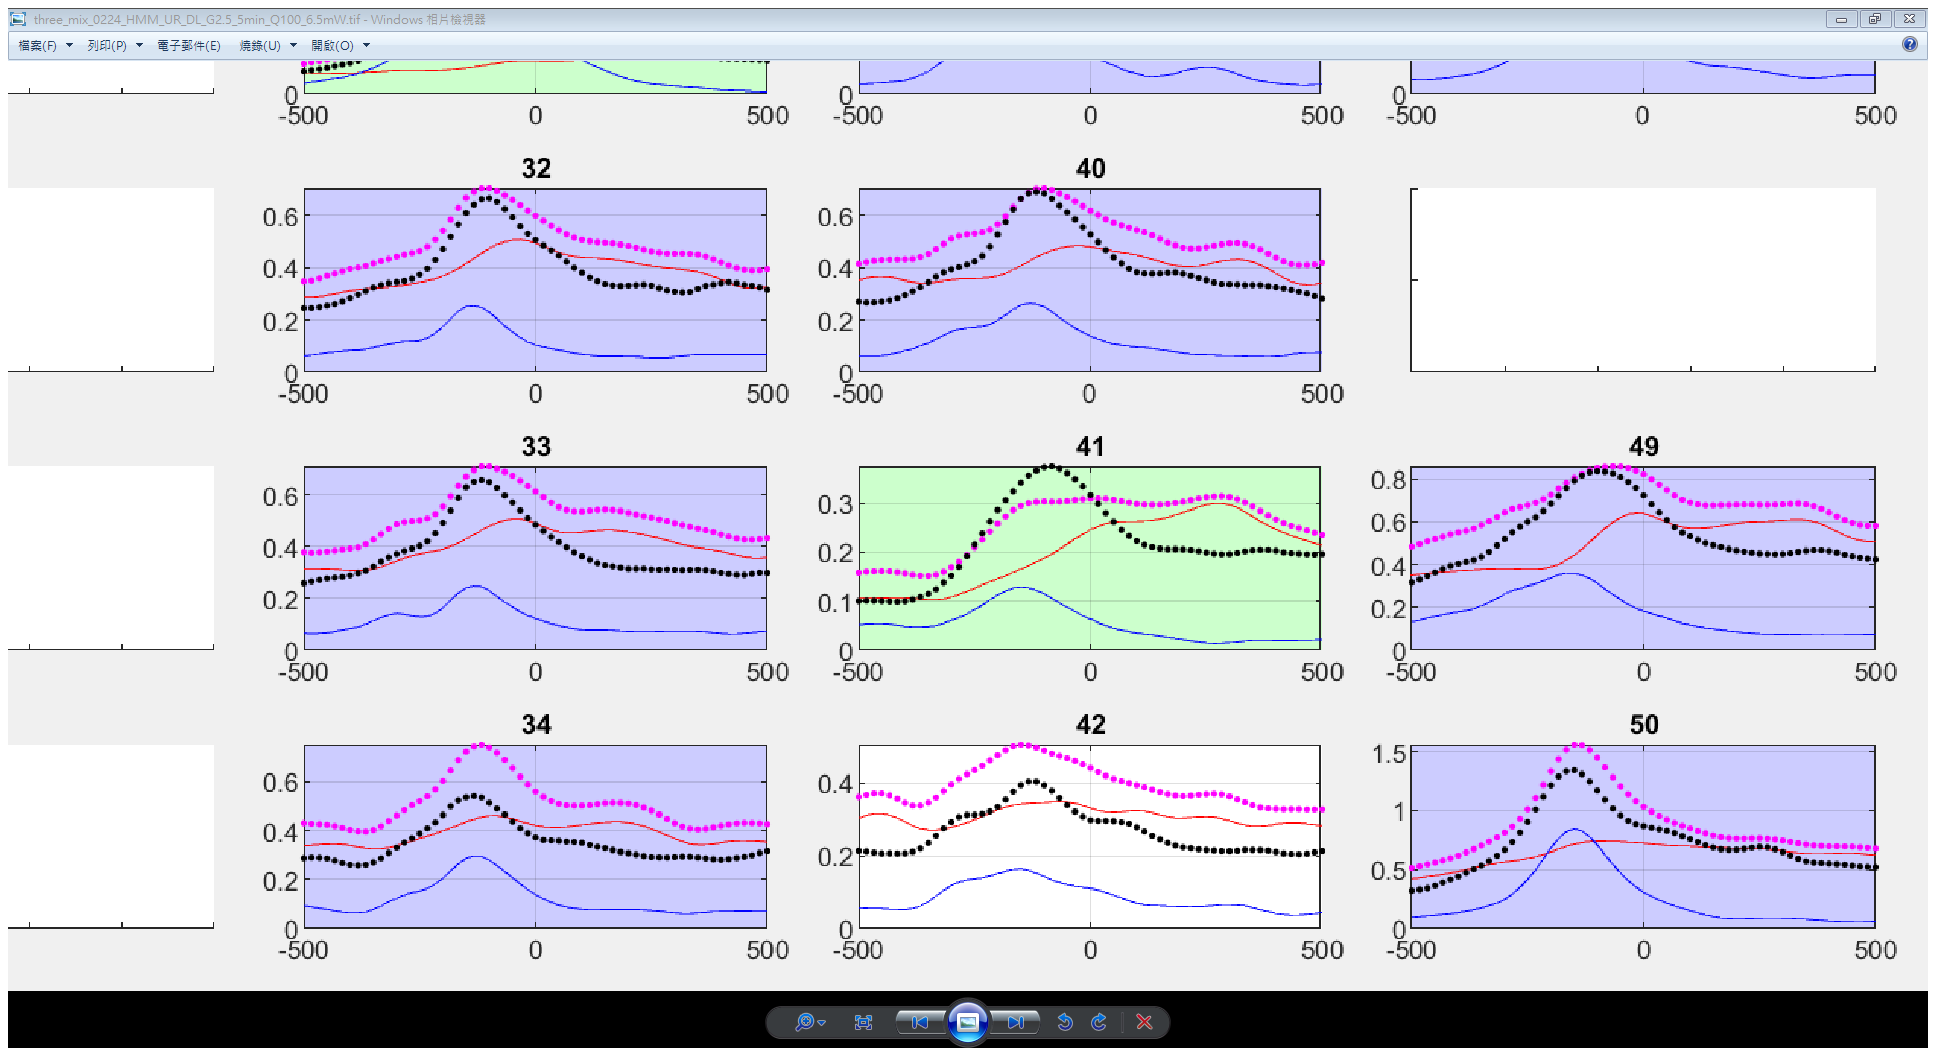 three_mix_0224_HMM_UR_DL_G2.5_5min_Q100_6.5mW.tif - Windows 相片檢視器
檔案(F) 列印(P) 電子郵件(E) 燒錄(U) 開啟(O)
0 0 0
-500 0 500 -500 0 500 -500 0 500
32 40
0.6 0.6
0.4 0.4
0.2 0.2
0 0
-500 0 500 -500 0 500
33 41 49
0.6 0.3 0.8
0.4 0.2 0.6
0.2 0.1 0.4
0.2
0 0 0
-500 0 500 -500 0 500 -500 0 500
34 42 50
0.6 0.4 1.5
0.4 0.2 1
0.2 0.5
0 0 0
-500 0 500 -500 0 500 -500 0 500